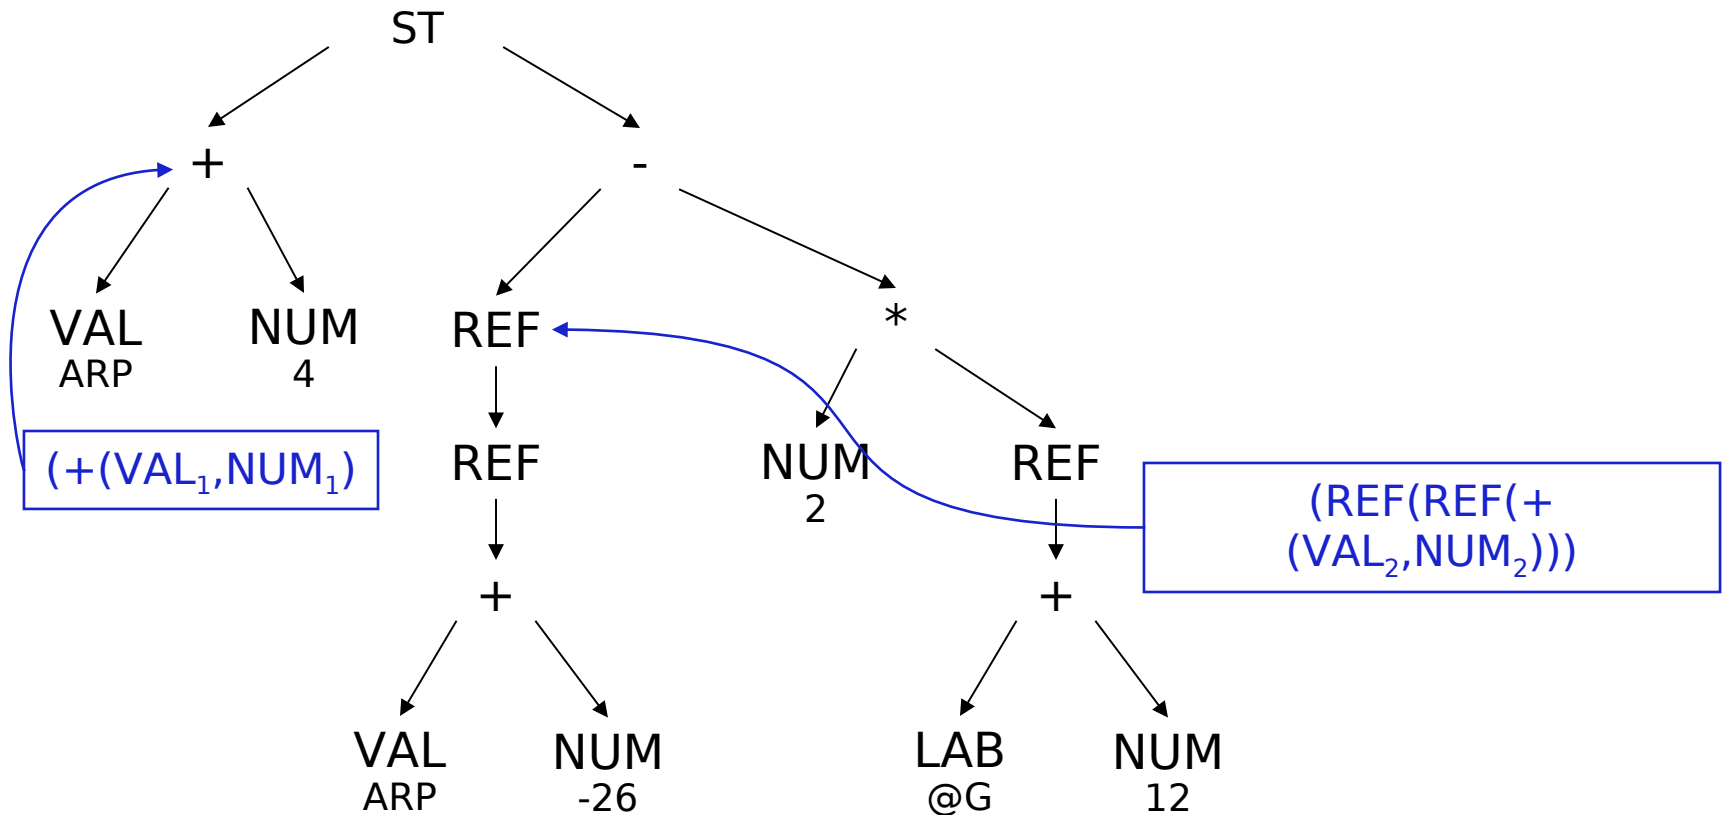 ST
+
-
VAL
ARP
NUM
4
REF
*
(+(VAL₁,NUM₁)
REF
NUM
2
REF
(REF(REF(+
(VAL₂,NUM₂)))
+
+
VAL
ARP
NUM
-26
LAB
@G
NUM
12